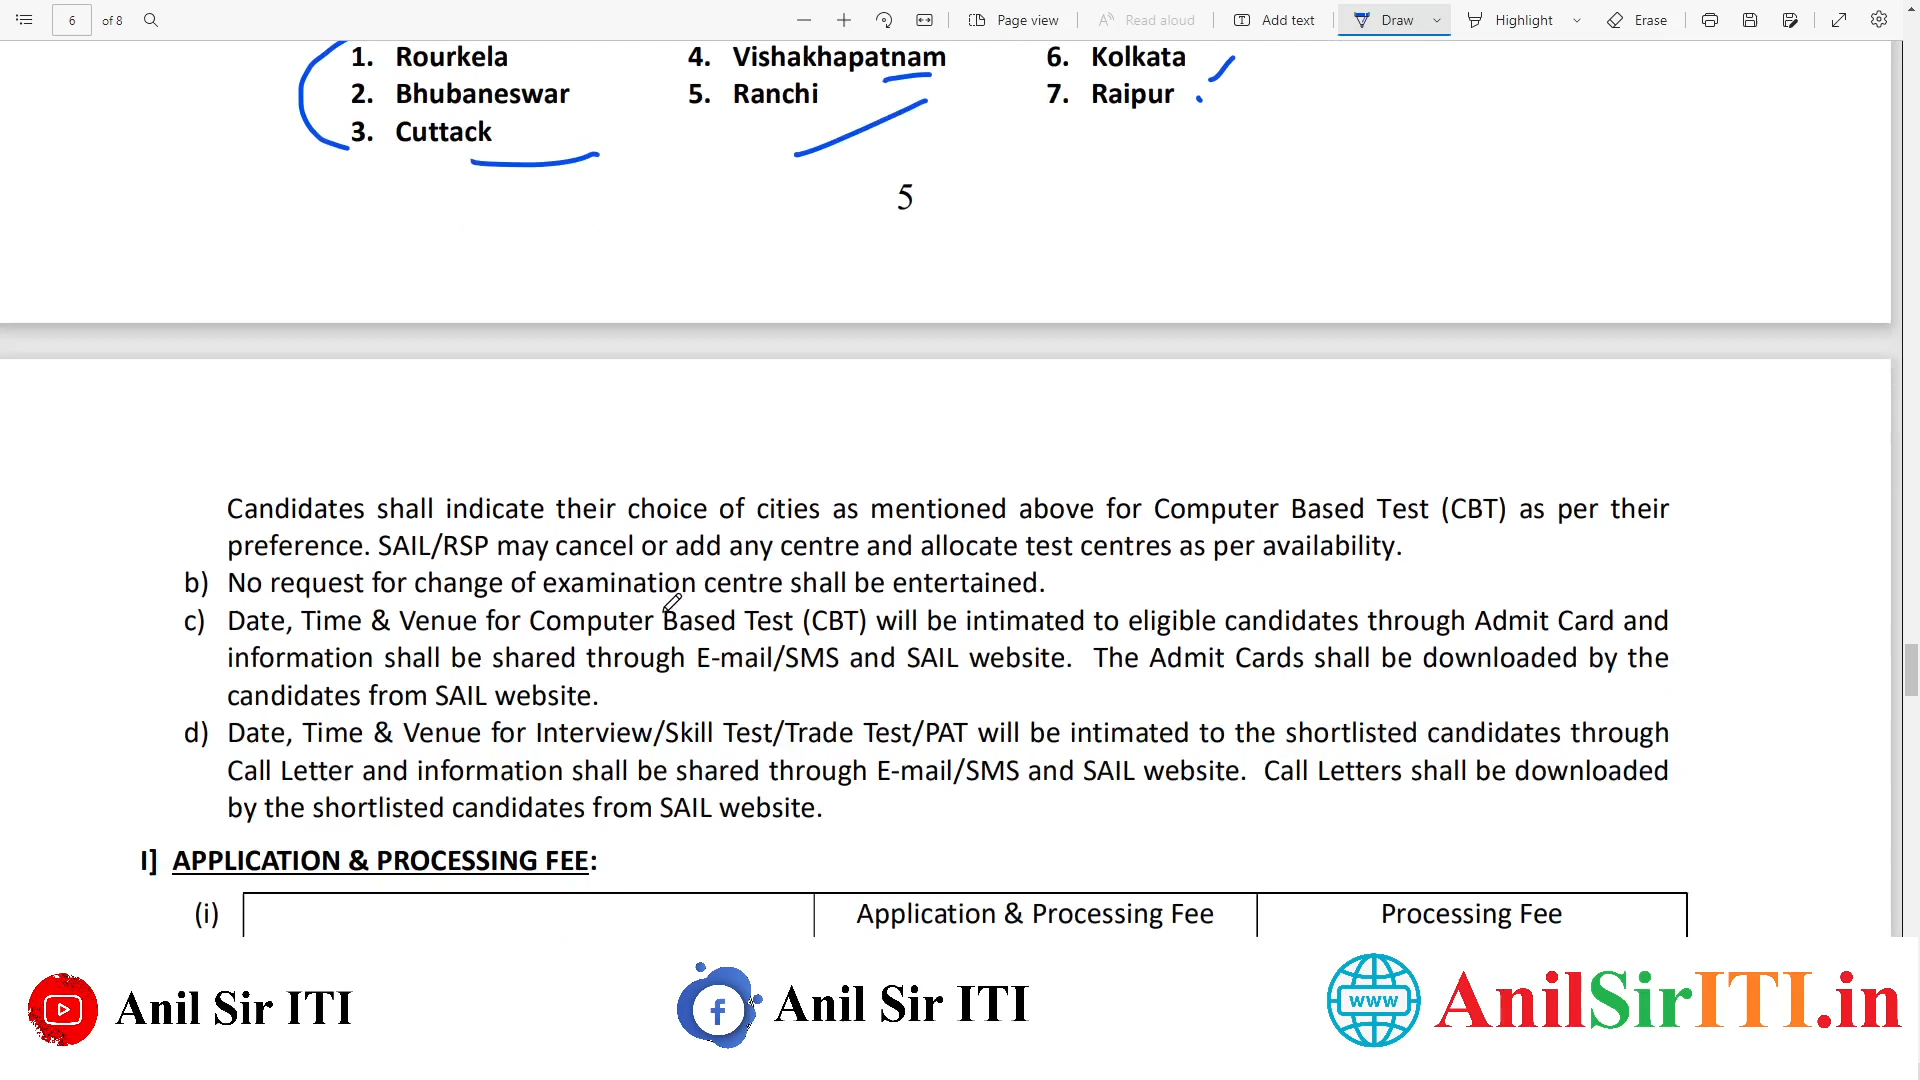 6 of 8 Page view Read aloud Add text Draw Highlight Erase
1. Rourkela 4. Vishakhapatnam 6. Kolkata
2. Bhubaneswar 5. Ranchi 7. Raipur
3. Cuttack
5
Candidates shall indicate their choice of cities as mentioned above for Computer Based Test (CBT) as per their
preference. SAIL/RSP may cancel or add any centre and allocate test centres as per availability.
b) No request for change of examination centre shall be entertained.
c) Date, Time & Venue for Computer Based Test (CBT) will be intimated to eligible candidates through Admit Card and
information shall be shared through E-mail/SMS and SAIL website. The Admit Cards shall be downloaded by the
candidates from SAIL website.
d) Date, Time & Venue for Interview/Skill Test/Trade Test/PAT will be intimated to the shortlisted candidates through
Call Letter and information shall be shared through E-mail/SMS and SAIL website. Call Letters shall be downloaded
by the shortlisted candidates from SAIL website.
I] APPLICATION & PROCESSING FEE:
(i) Application & Processing Fee Processing Fee
Anil Sir ITI f Anil Sir ITI www AnilSirITI.in